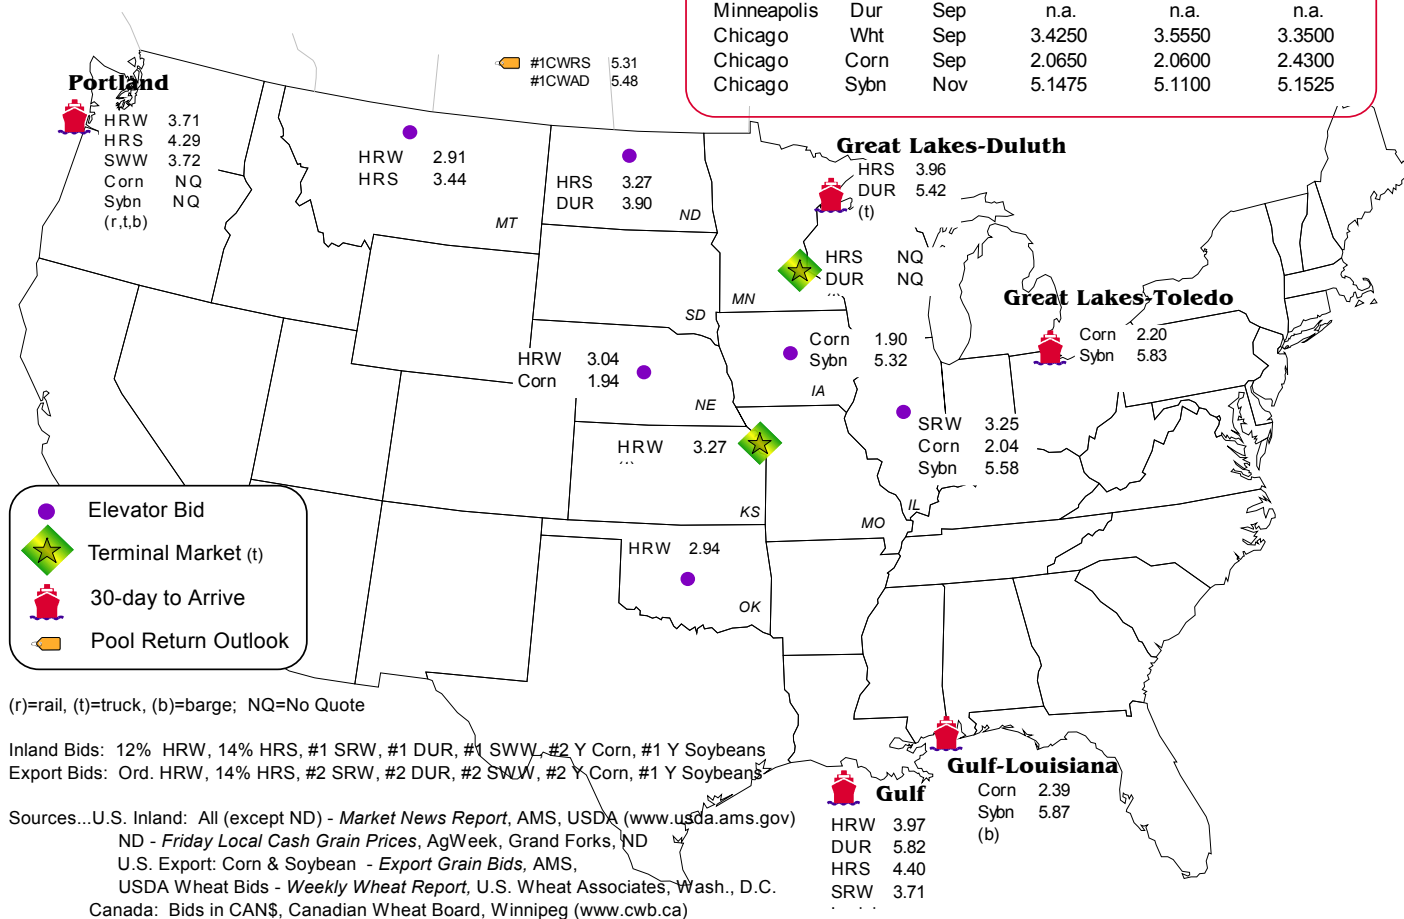 Minneapolis Dur Sep n.a. n.a. n.a.
Chicago Wht Sep 3.4250 3.5550 3.3500
Chicago Corn Sep 2.0650 2.0600 2.4300
Chicago Sybn Nov 5.1475 5.1100 5.1525
#1CWRS 5.31
#1CWAD 5.48
Portland
HRW 3.71
HRS 4.29
SWW 3.72
Corn NQ
Sybn NQ
(r,t,b)
HRW 2.91
HRS 3.44
MT
HRS 3.27
DUR 3.90
ND
Great Lakes-Duluth
HRS 3.96
DUR 5.42
(t)
HRS NQ
DUR NQ
MN
SD
Great Lakes-Toledo
Corn 2.20
Sybn 5.83
Corn 1.90
Sybn 5.32
IA
HRW 3.04
Corn 1.94
NE
SRW 3.25
Corn 2.04
Sybn 5.58
IL
HRW 3.27
KS
MO
HRW 2.94
OK
Elevator Bid
Terminal Market (t)
30-day to Arrive
Pool Return Outlook
(r)=rail, (t)=truck, (b)=barge; NQ=No Quote
Inland Bids: 12% HRW, 14% HRS, #1 SRW, #1 DUR, #1 SWW, #2 Y Corn, #1 Y Soybeans
Export Bids: Ord. HRW, 14% HRS, #2 SRW, #2 DUR, #2 SWW, #2 Y Corn, #1 Y Soybeans
Sources...U.S. Inland: All (except ND) - Market News Report, AMS, USDA (www.usda.ams.gov)
ND - Friday Local Cash Grain Prices, AgWeek, Grand Forks, ND
U.S. Export: Corn & Soybean - Export Grain Bids, AMS,
USDA Wheat Bids - Weekly Wheat Report, U.S. Wheat Associates, Wash., D.C.
Canada: Bids in CAN$, Canadian Wheat Board, Winnipeg (www.cwb.ca)
Gulf-Louisiana
Corn 2.39
Sybn 5.87
(b)
Gulf
HRW 3.97
DUR 5.82
HRS 4.40
SRW 3.71